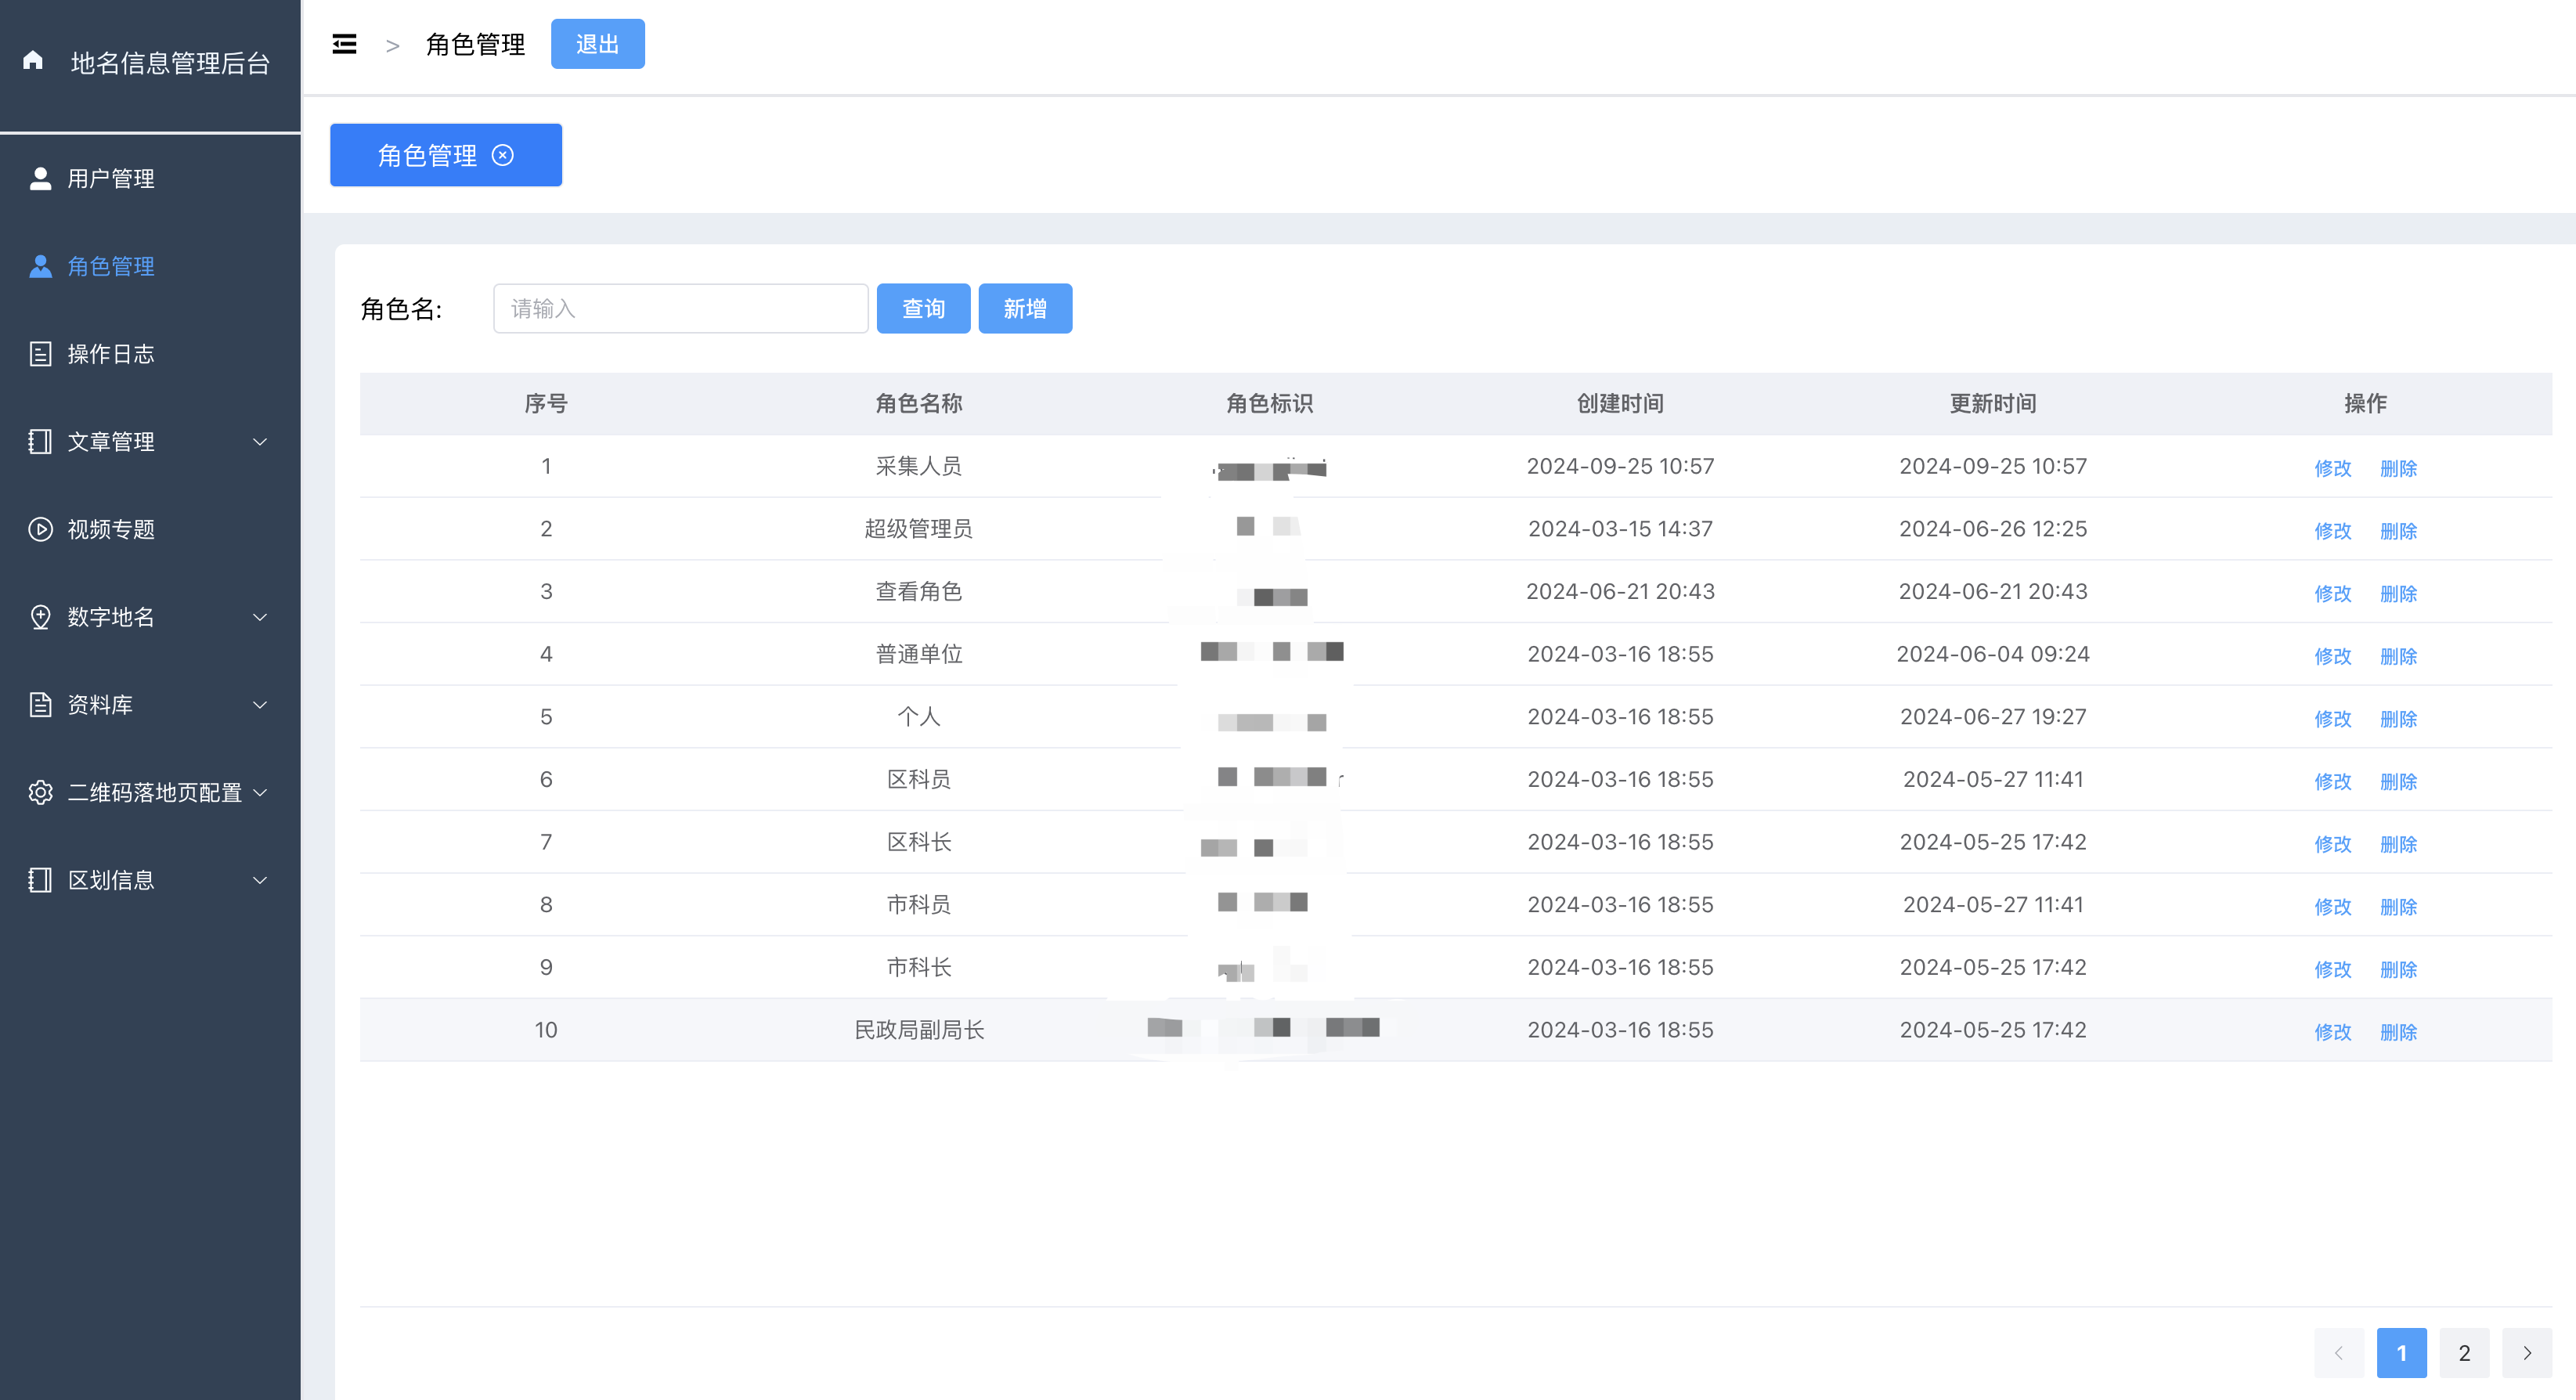 地名信息管理后台
用户管理
角色管理
操作日志
文章管理
视频专题
数字地名
资料库
二维码落地页配置
区划信息
> 角色管理 退出
角色管理
角色名: 请输入 查询 新增
序号 角色名称 角色标识 创建时间 更新时间 操作
1 采集人员 2024-09-25 10:57 2024-09-25 10:57 修改 删除
2 超级管理员 2024-03-15 14:37 2024-06-26 12:25 修改 删除
3 查看角色 2024-06-21 20:43 2024-06-21 20:43 修改 删除
4 普通单位 2024-03-16 18:55 2024-06-04 09:24 修改 删除
5 个人 2024-03-16 18:55 2024-06-27 19:27 修改 删除
6 区科员 2024-03-16 18:55 2024-05-27 11:41 修改 删除
7 区科长 2024-03-16 18:55 2024-05-25 17:42 修改 删除
8 市科员 2024-03-16 18:55 2024-05-27 11:41 修改 删除
9 市科长 2024-03-16 18:55 2024-05-25 17:42 修改 删除
10 民政局副局长 2024-03-16 18:55 2024-05-25 17:42 修改 删除
1 2